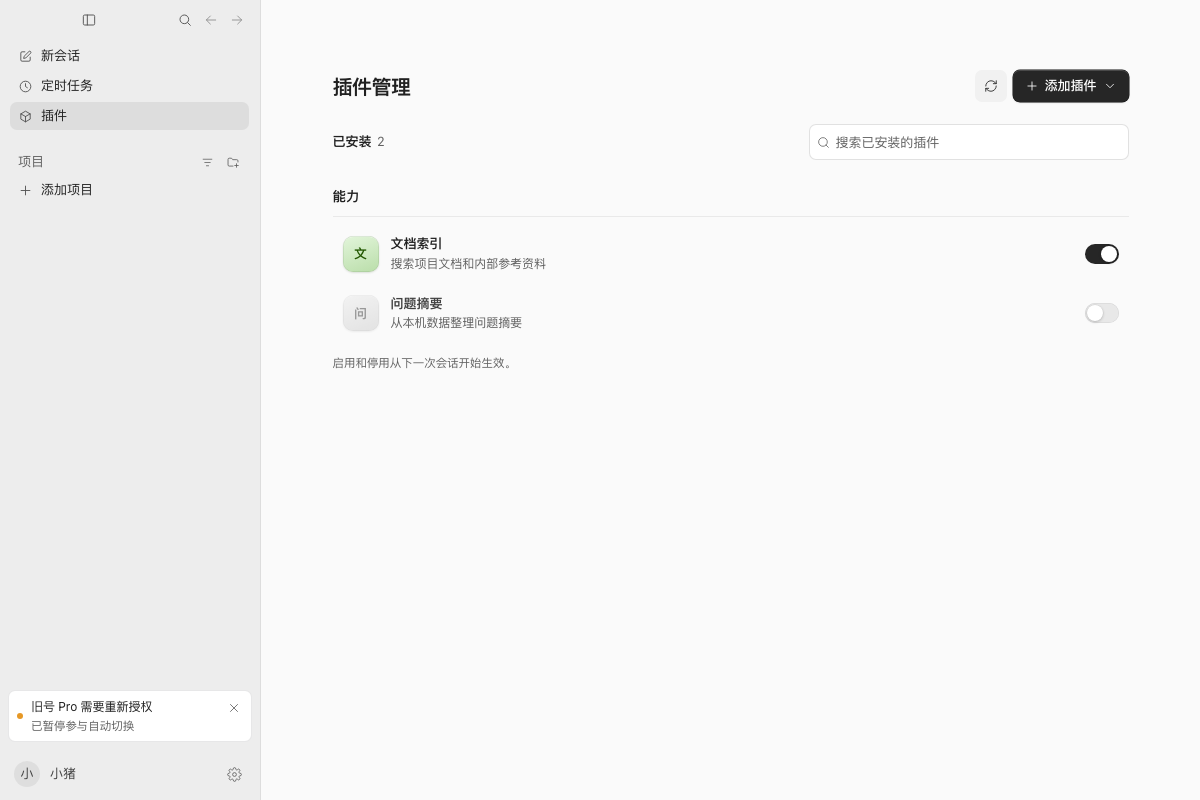 新会话
定时任务
插件
项目
添加项目
旧号 Pro 需要重新授权
已暂停参与自动切换
小 小猪
插件管理
添加插件
已安装 2
搜索已安装的插件
能力
文
文档索引
搜索项目文档和内部参考资料
问
问题摘要
从本机数据整理问题摘要
启用和停用从下一次会话开始生效。